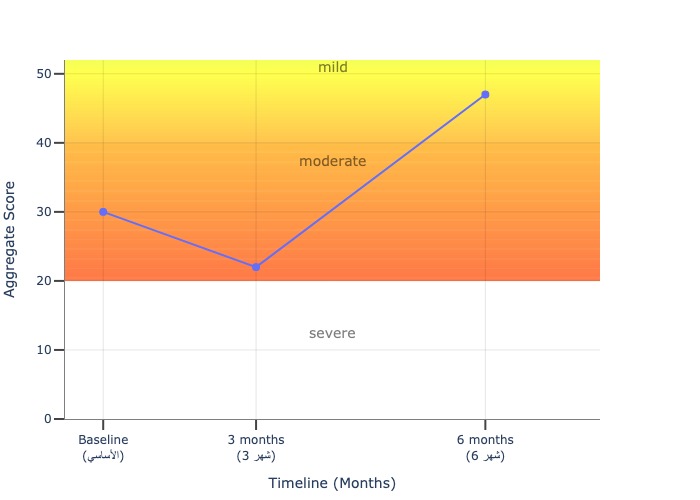 50
40
30
20
10
0
Aggregate Score
mild
moderate
severe
Baseline
(الأساسي)
3 months
(3 شهر)
6 months
(6 شهر)
Timeline (Months)